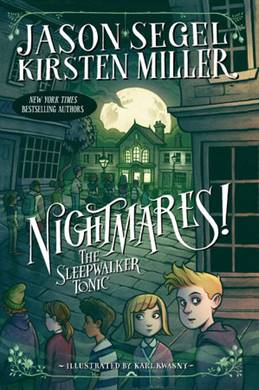 JASON SEGEL
KIRSTEN MILLER
NEW YORK TIMES
BESTSELLING AUTHORS
NIGHTMARES!
THE
SLEEPWALKER
TONIC
~ILLUSTRATED BY KARL KWASNY~